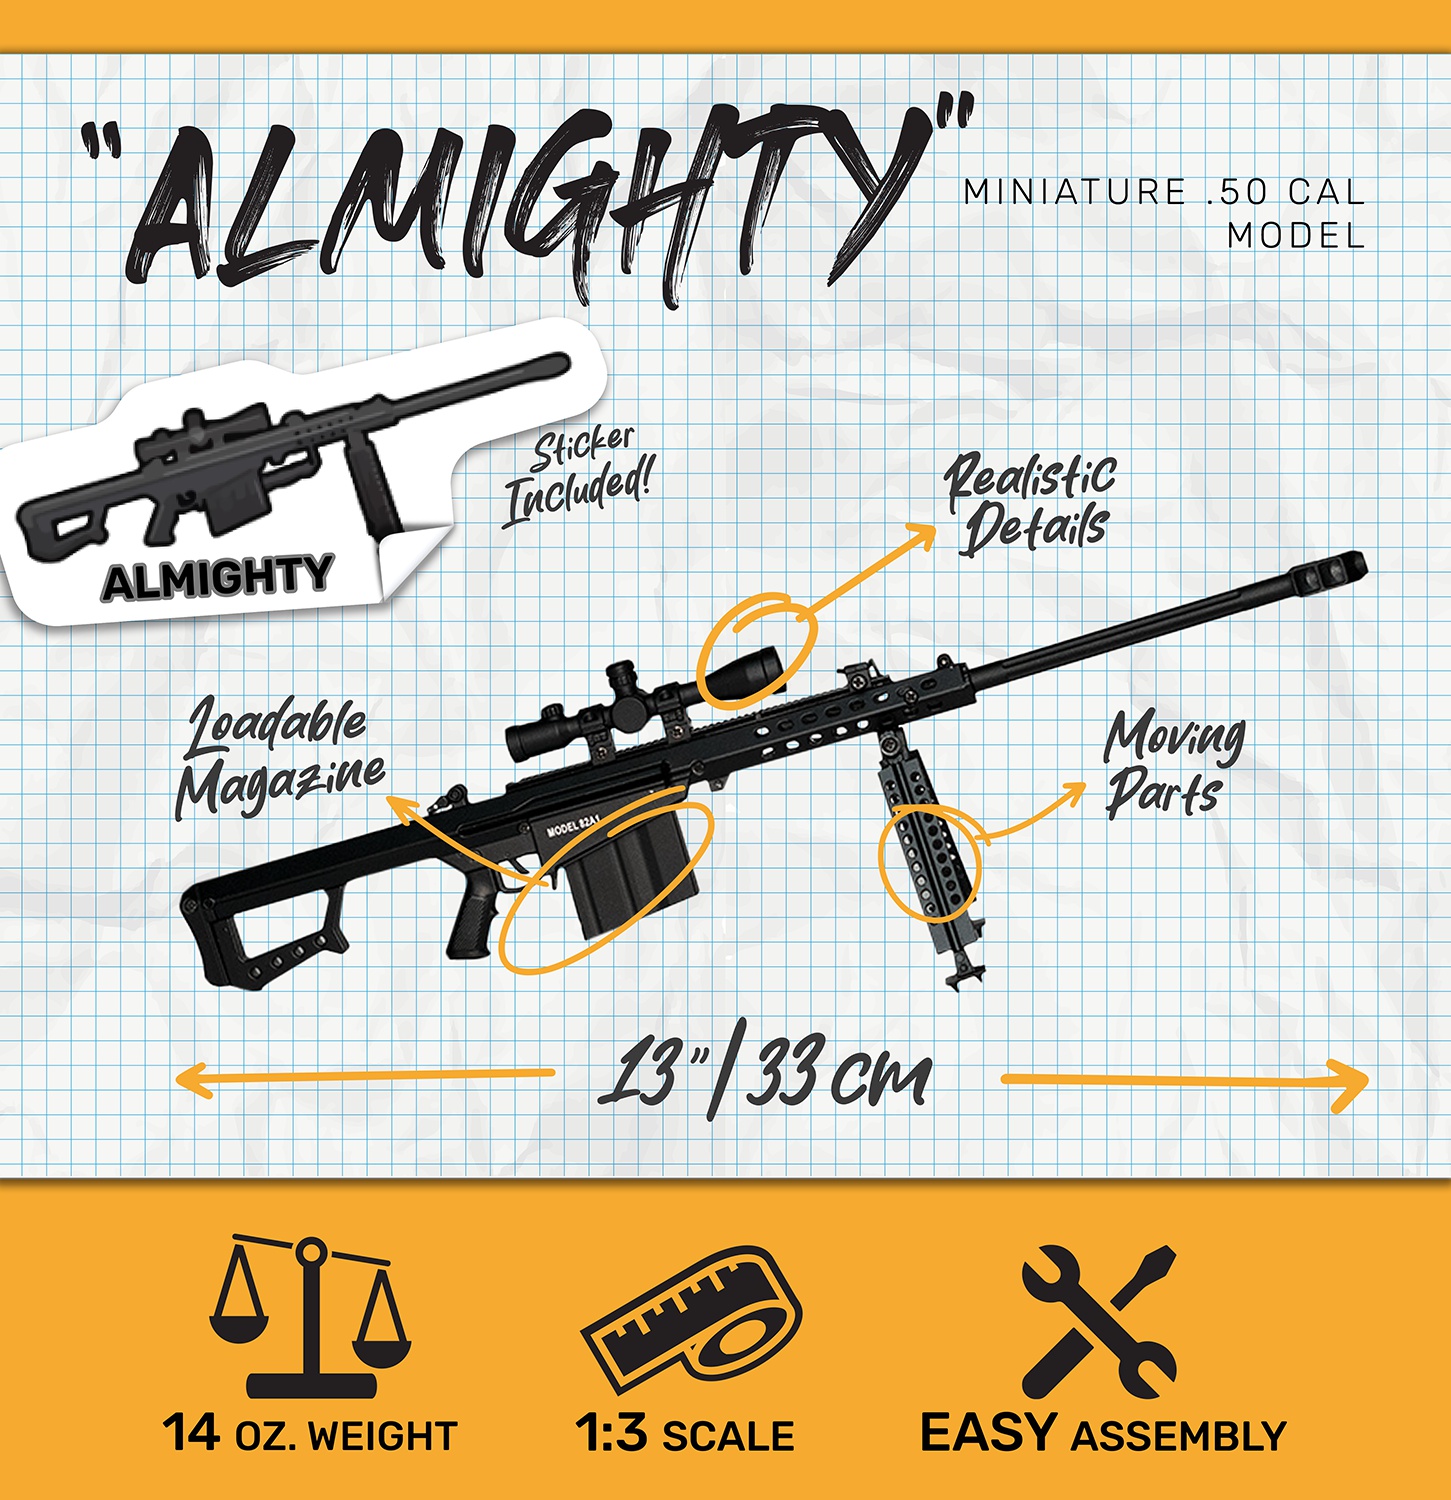 "ALMIGHTY"
MINIATURE .50 CAL
MODEL
Sticker
Included!
ALMIGHTY
Realistic
Details
Loadable
Magazine
Moving
Parts
MODEL 82A1
13"/33 cm
14 OZ. WEIGHT
1:3 SCALE
EASY ASSEMBLY